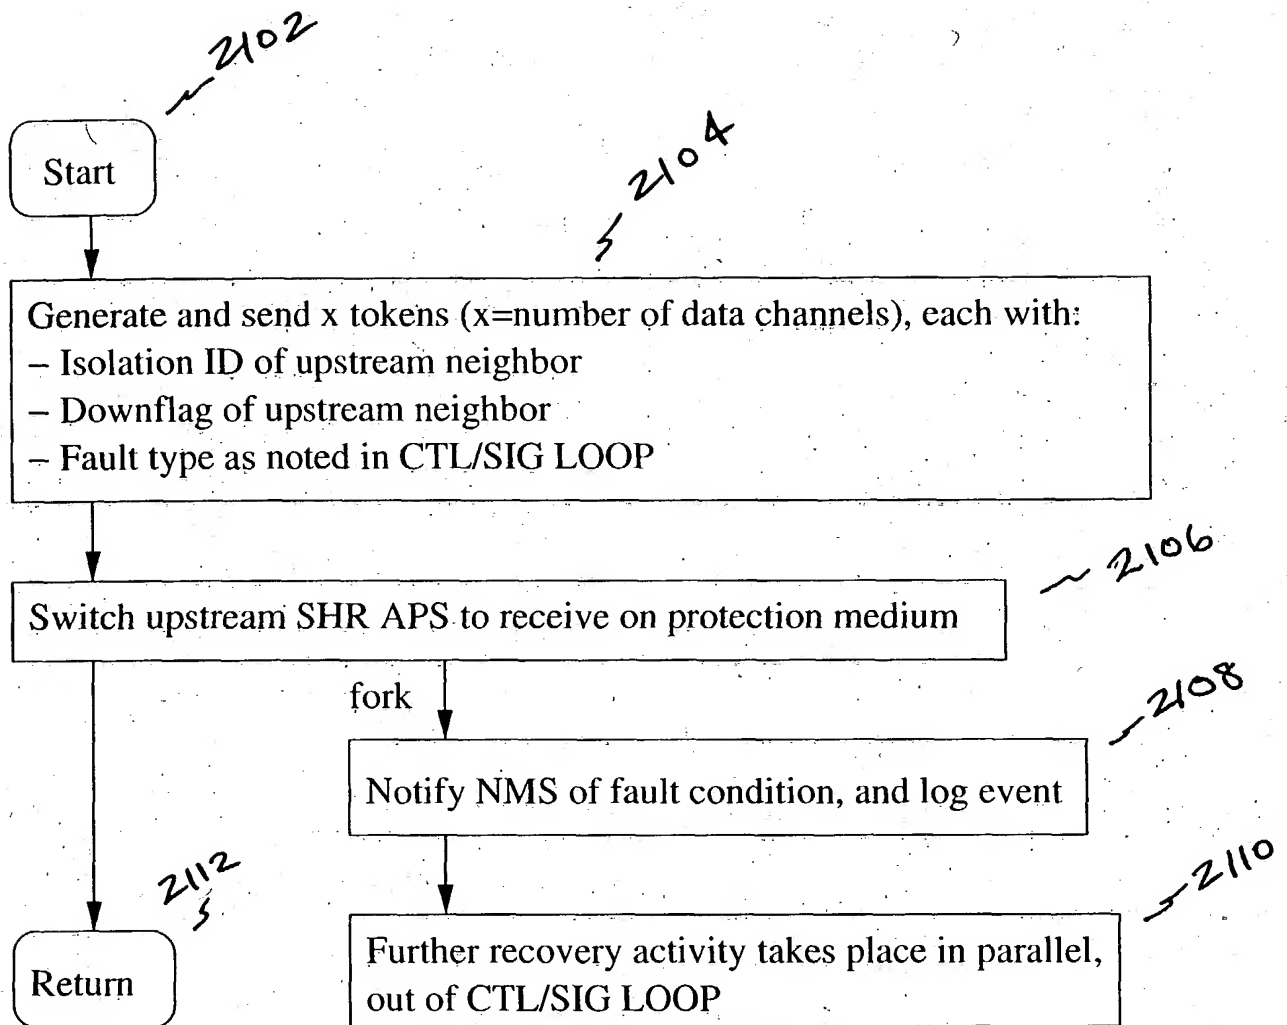 2102
Start
2104
Generate and send x tokens (x=number of data channels), each with:
– Isolation ID of upstream neighbor
– Downflag of upstream neighbor
– Fault type as noted in CTL/SIG LOOP
2106
Switch upstream SHR APS to receive on protection medium
fork
2108
Notify NMS of fault condition, and log event
2112
2110
Return
Further recovery activity takes place in parallel,
out of CTL/SIG LOOP